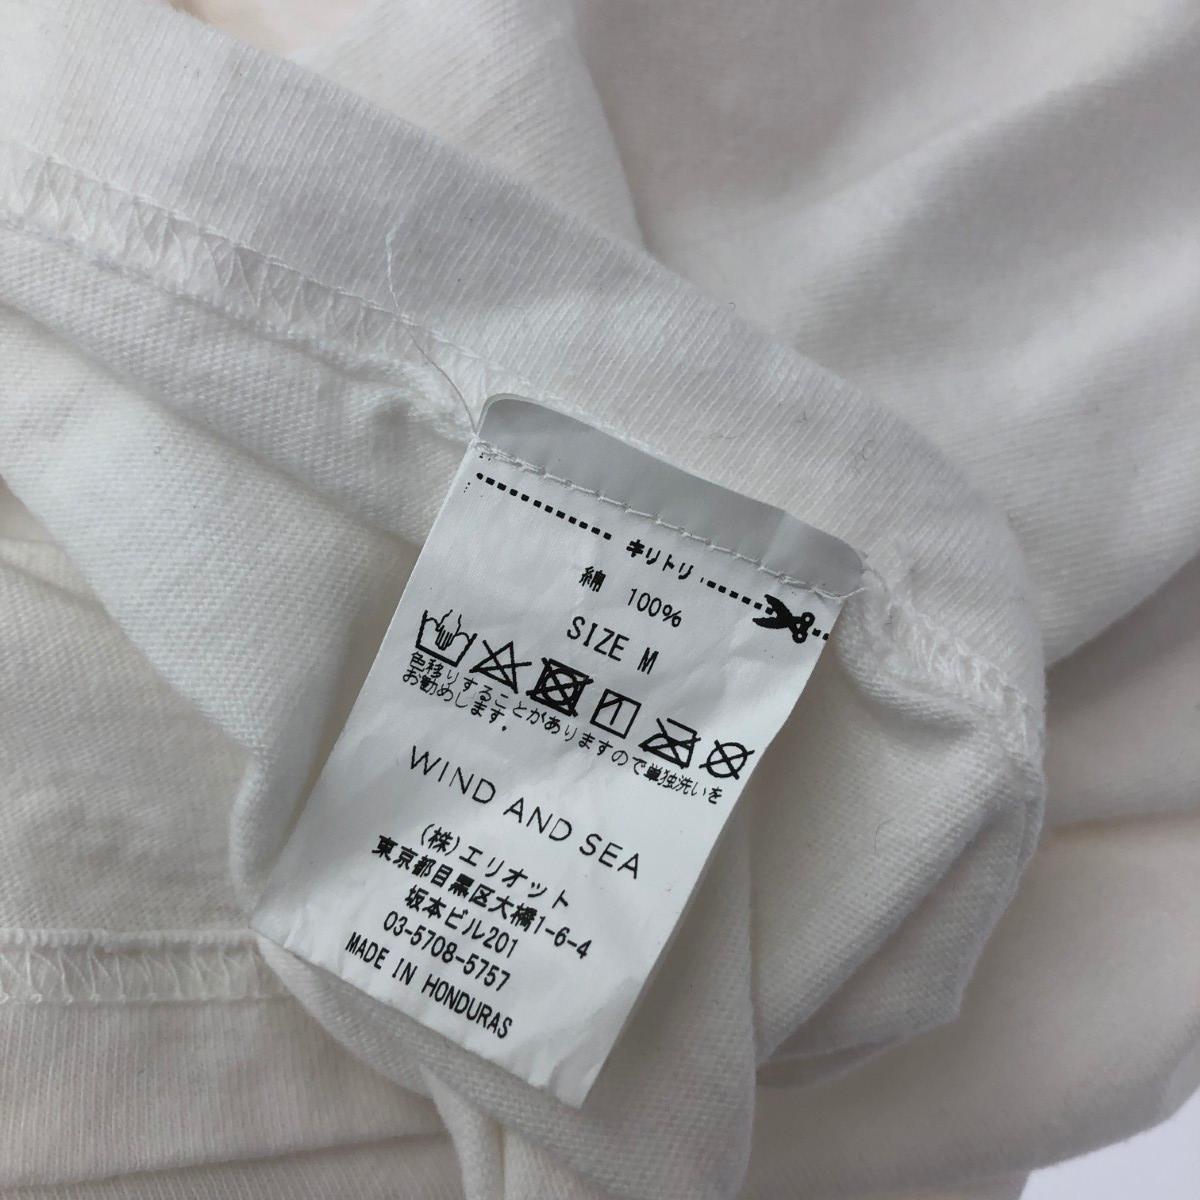 キリトリ
綿 100%
SIZE M
色移りすることがありますので単独洗いを
お勧めします。
WIND AND SEA
(株)エリオット
東京都目黒区大橋1-6-4
坂本ビル201
03-5708-5757
MADE IN HONDURAS